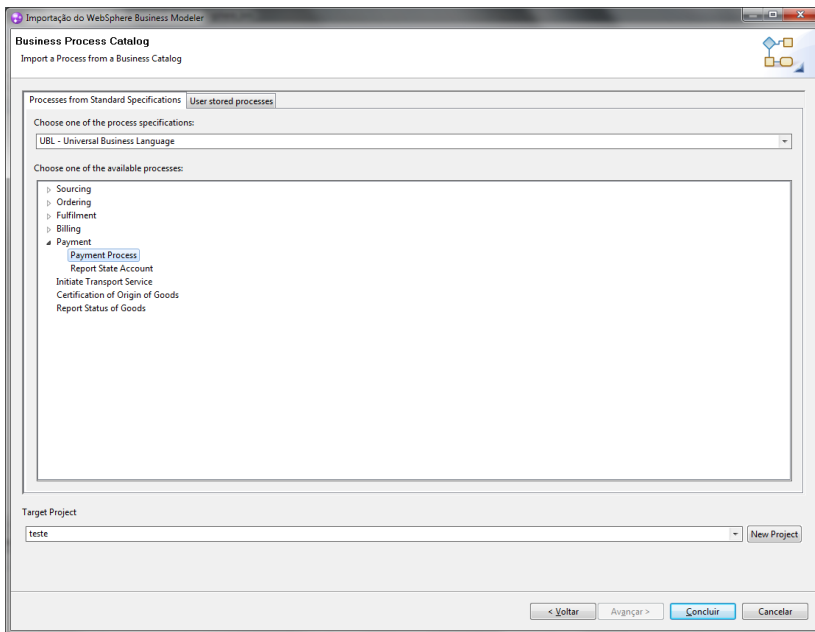 Importação do WebSphere Business Modeler
Business Process Catalog
Import a Process from a Business Catalog
Processes from Standard Specifications
User stored processes
Choose one of the process specifications:
UBL - Universal Business Language
Choose one of the available processes:
Sourcing
Ordering
Fulfilment
Billing
Payment
Payment Process
Report State Account
Initiate Transport Service
Certification of Origin of Goods
Report Status of Goods
Target Project
teste
New Project
< Voltar
Avançar >
Concluir
Cancelar